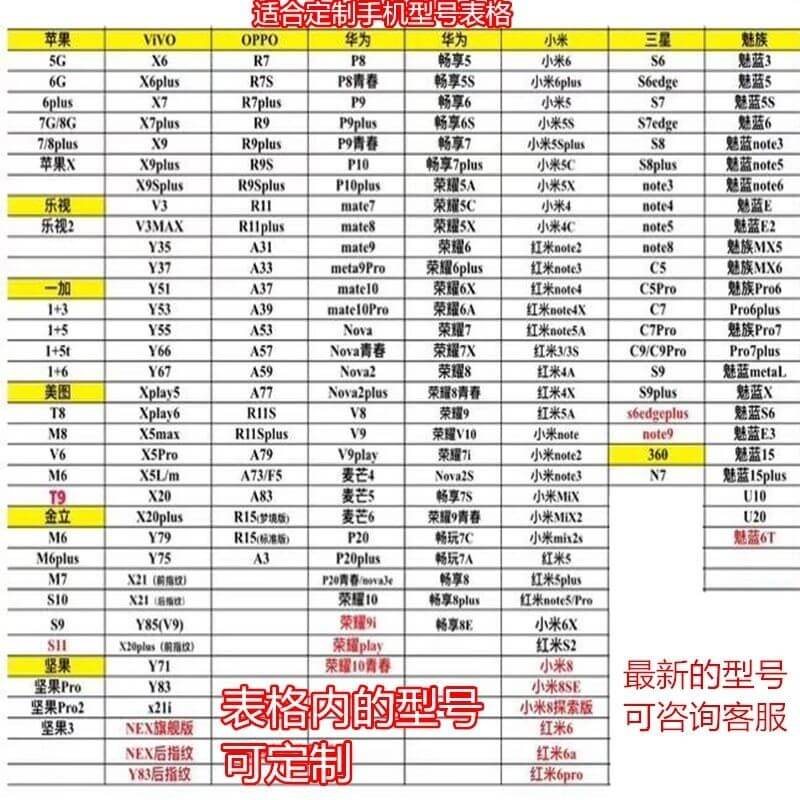 适合定制手机型号表格
苹果 ViVO OPPO 华为 华为 小米 三星 魅族
5G X6 R7 P8 畅享5 小米6 S6 魅蓝3
6G X6plus R7S P8青春 畅享5S 小米6plus S6edge 魅蓝5
6plus X7 R7plus P9 畅享6 小米5 S7 魅蓝5S
7G/8G X7plus R9 P9plus 畅享6S 小米5S S7edge 魅蓝6
7/8plus X9 R9plus P9青春 畅享7 小米5Splus S8 魅蓝note3
苹果X X9plus R9S P10 畅享7plus 小米5C S8plus 魅蓝note5
X9Splus R9Splus P10plus 荣耀5A 小米5X note3 魅蓝note6
乐视 V3 R11 mate7 荣耀5C 小米4 note4 魅蓝E
乐视2 V3MAX R11plus mate8 荣耀5X 小米4C note5 魅蓝E2
Y35 A31 mate9 荣耀6 红米note2 note8 魅族MX5
Y37 A33 meta9Pro 荣耀6plus 红米note3 C5 魅族MX6
一加 Y51 A37 mate10 荣耀6X 红米note4 C5Pro 魅族Pro6
1+3 Y53 A39 mate10Pro 荣耀6A 红米note4X C7 Pro6plus
1+5 Y55 A53 Nova 荣耀7 红米note5A C7Pro 魅族Pro7
1+5t Y66 A57 Nova青春 荣耀7X 红米3/3S C9/C9Pro Pro7plus
1+6 Y67 A59 Nova2 荣耀8 红米4A S9 魅蓝metaL
美图 Xplay5 A77 Nova2plus 荣耀8青春 红米4X S9plus 魅蓝X
T8 Xplay6 R11S V8 荣耀9 红米5A s6edgeplus 魅蓝S6
M8 X5max R11Splus V9 荣耀V10 小米note note9 魅蓝E3
V6 X5Pro A79 V9play 荣耀7i 小米note2 360 魅蓝15
M6 X5L/m A73/F5 麦芒4 Nova2S 小米note3 N7 魅蓝15plus
T9 X20 A83 麦芒5 畅享7S 小米MiX U10
金立 X20plus R15(梦境版) 麦芒6 荣耀9青春 小米MiX2 U20
M6 Y79 R15(标准版) P20 畅玩7C 小米mix2s 魅蓝6T
M6plus Y75 A3 P20plus 畅玩7A 红米5
M7 X21（前指纹） P20青春/nova3e 畅享8 红米5plus
S10 X21（后指纹） 荣耀10 畅享8plus 红米note5/Pro
S9 Y85(V9) 荣耀9i 畅享8E 小米6X
S11 X20plus（前指纹） 荣耀play 红米S2
坚果 Y71 荣耀10青春 小米8
坚果Pro Y83 小米8SE
坚果Pro2 x21i 小米8探索版
坚果3 NEX旗舰版 红米6
NEX后指纹 红米6a
Y83后指纹 红米6pro
表格内的型号
可定制
最新的型号
可咨询客服